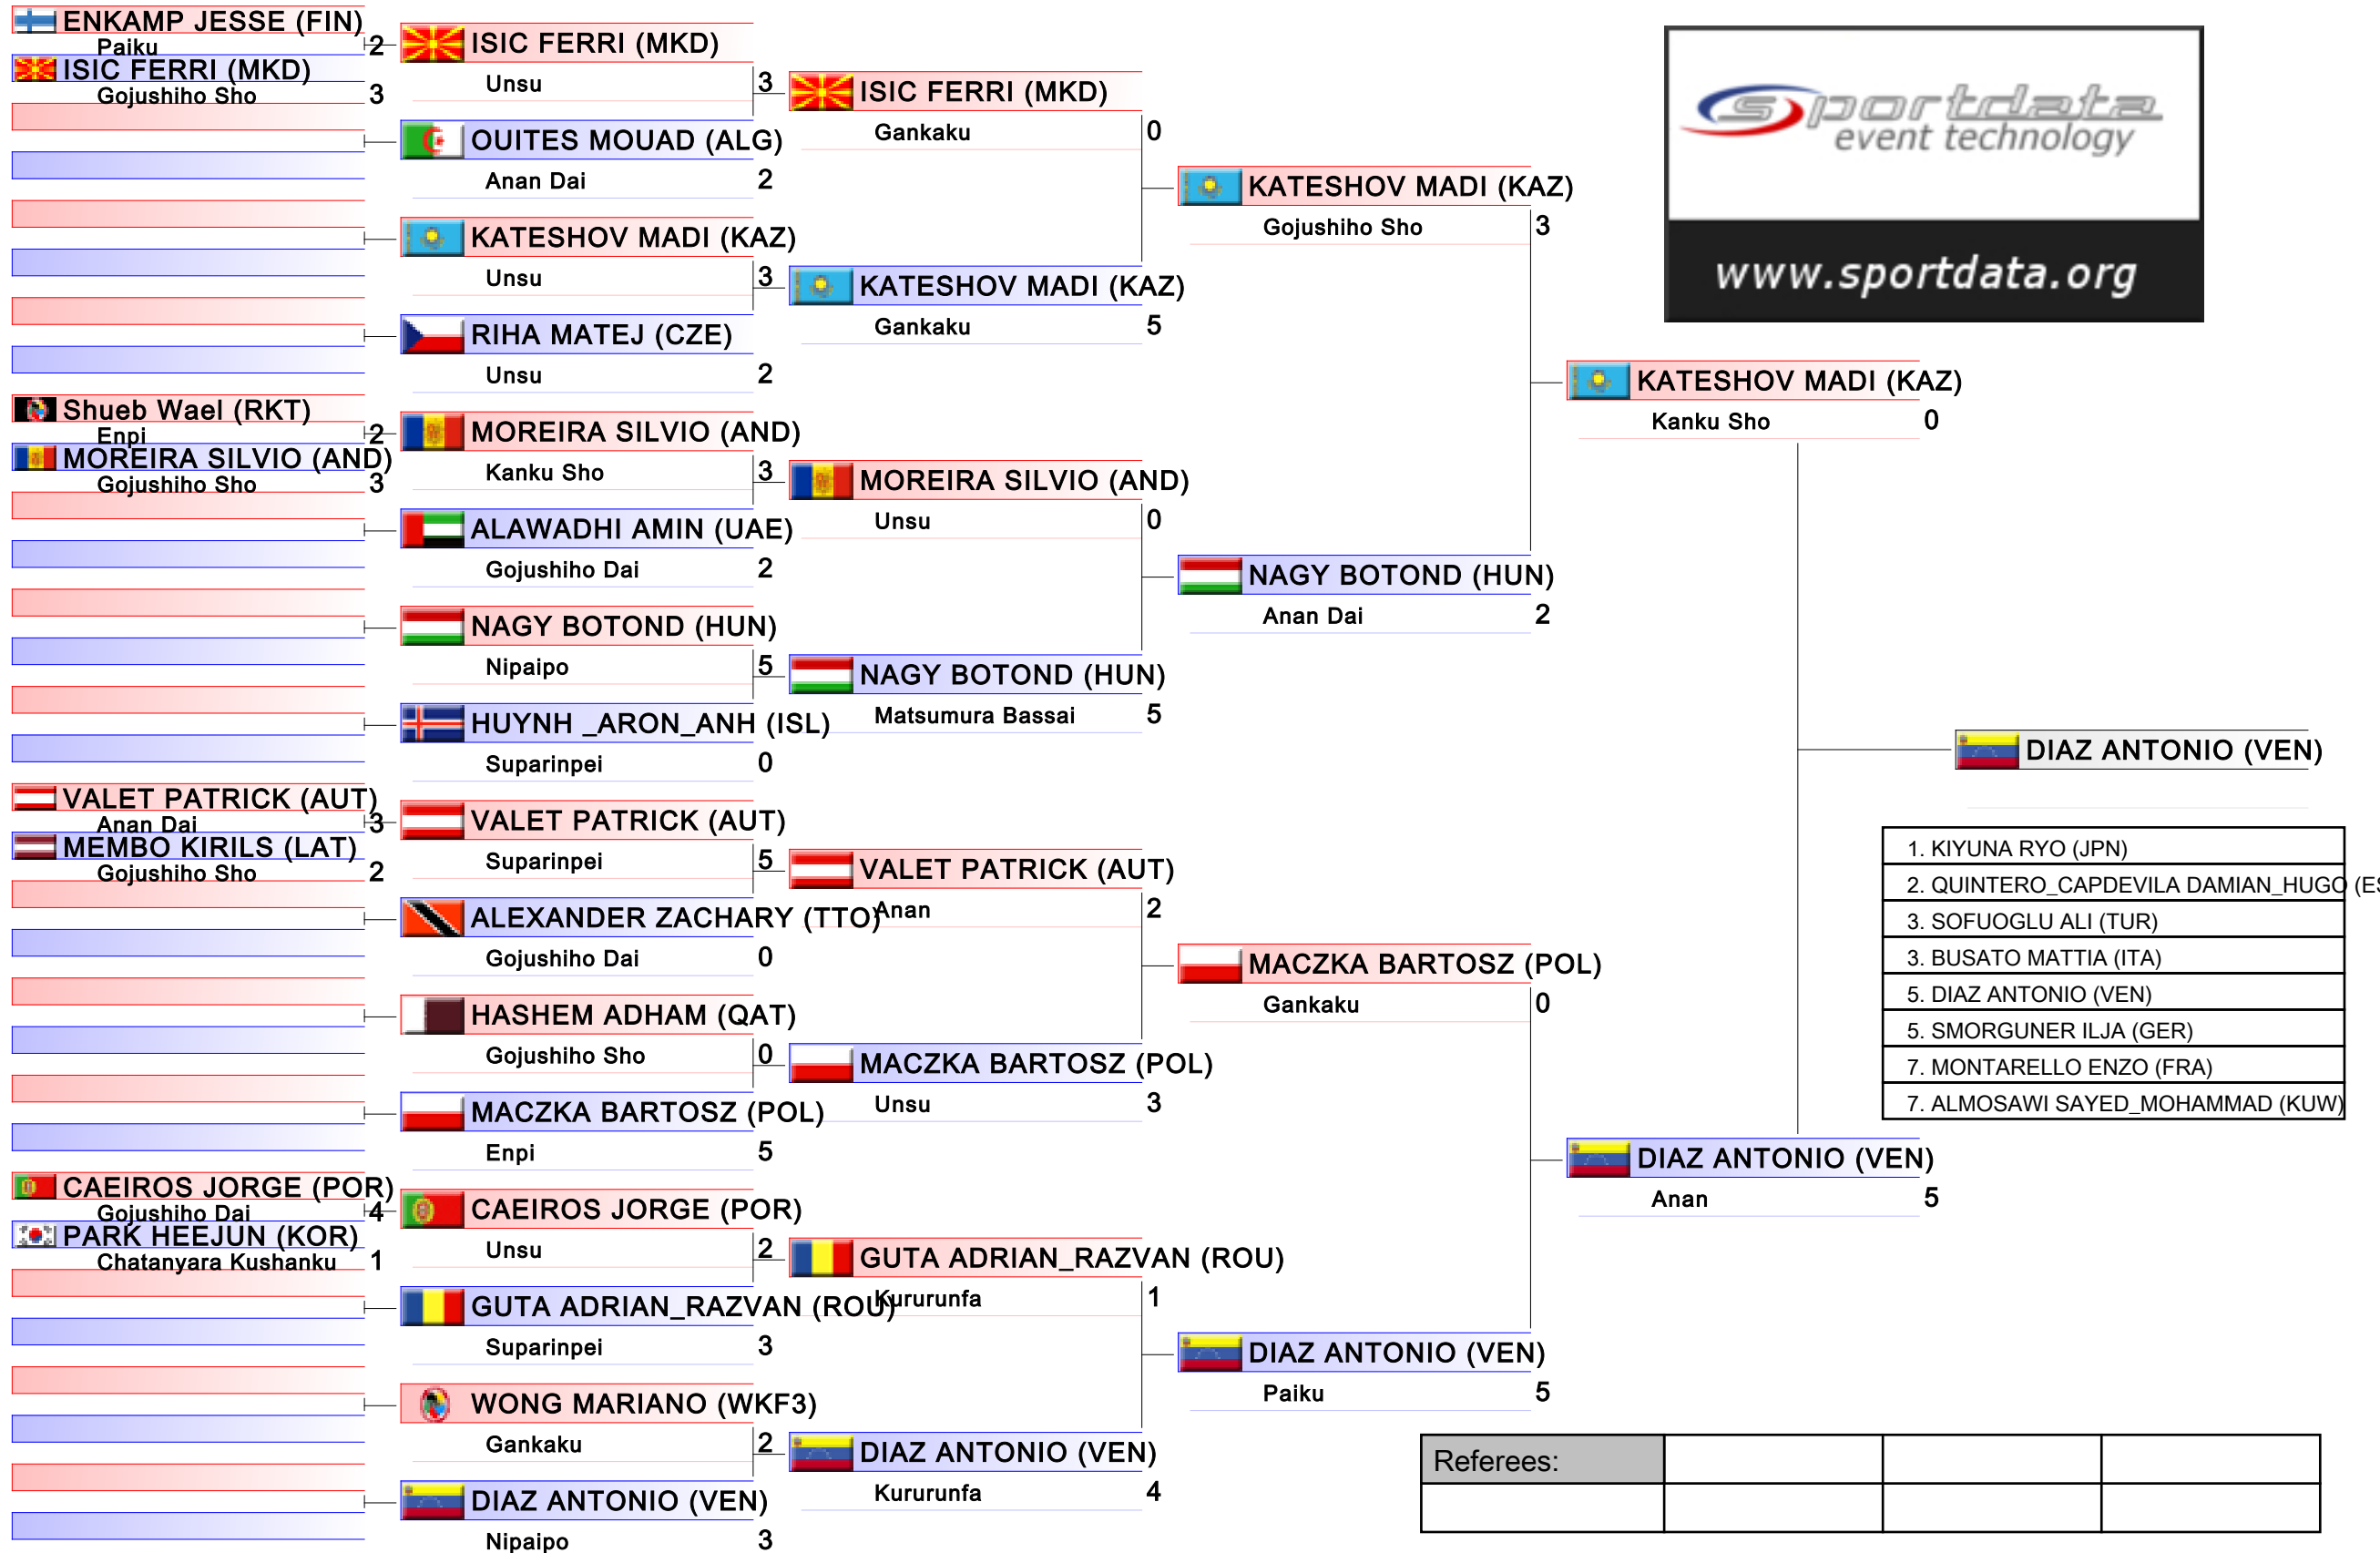 ENKAMP JESSE (FIN)
Paiku 2
ISIC FERRI (MKD)
Gojushiho Sho 3
Shueb Wael (RKT)
Enpi 2
MOREIRA SILVIO (AND)
Gojushiho Sho 3
VALET PATRICK (AUT)
Anan Dai 3
MEMBO KIRILS (LAT)
Gojushiho Sho 2
CAEIROS JORGE (POR)
Gojushiho Dai 4
PARK HEEJUN (KOR)
Chatanyara Kushanku 1
ISIC FERRI (MKD)
Unsu 3
OUITES MOUAD (ALG)
Anan Dai 2
KATESHOV MADI (KAZ)
Unsu 3
RIHA MATEJ (CZE)
Unsu 2
MOREIRA SILVIO (AND)
Kanku Sho 3
ALAWADHI AMIN (UAE)
Gojushiho Dai 2
NAGY BOTOND (HUN)
Nipaipo 5
HUYNH _ARON_ANH (ISL)
Suparinpei 0
VALET PATRICK (AUT)
Suparinpei 5
ALEXANDER ZACHARY (TTO)
Gojushiho Dai 0
HASHEM ADHAM (QAT)
Gojushiho Sho 0
MACZKA BARTOSZ (POL)
Enpi 5
CAEIROS JORGE (POR)
Unsu 2
GUTA ADRIAN_RAZVAN (ROU)
Suparinpei 3
WONG MARIANO (WKF3)
Gankaku 2
DIAZ ANTONIO (VEN)
Nipaipo 3
ISIC FERRI (MKD)
Gankaku 0
KATESHOV MADI (KAZ)
Gankaku 5
MOREIRA SILVIO (AND)
Unsu 0
NAGY BOTOND (HUN)
Matsumura Bassai 5
VALET PATRICK (AUT)
Anan 2
MACZKA BARTOSZ (POL)
Unsu 3
GUTA ADRIAN_RAZVAN (ROU)
Kururunfa 1
DIAZ ANTONIO (VEN)
Kururunfa 4
KATESHOV MADI (KAZ)
Gojushiho Sho 3
NAGY BOTOND (HUN)
Anan Dai 2
MACZKA BARTOSZ (POL)
Gankaku 0
DIAZ ANTONIO (VEN)
Paiku 5
KATESHOV MADI (KAZ)
Kanku Sho 0
DIAZ ANTONIO (VEN)
Anan 5
DIAZ ANTONIO (VEN)
sportdata
event technology
www.sportdata.org
1. KIYUNA RYO (JPN)
2. QUINTERO_CAPDEVILA DAMIAN_HUGO
3. SOFUOGLU ALI (TUR)
3. BUSATO MATTIA (ITA)
5. DIAZ ANTONIO (VEN)
5. SMORGUNER ILJA (GER)
7. MONTARELLO ENZO (FRA)
7. ALMOSAWI SAYED_MOHAMMAD (KUW)
Referees: